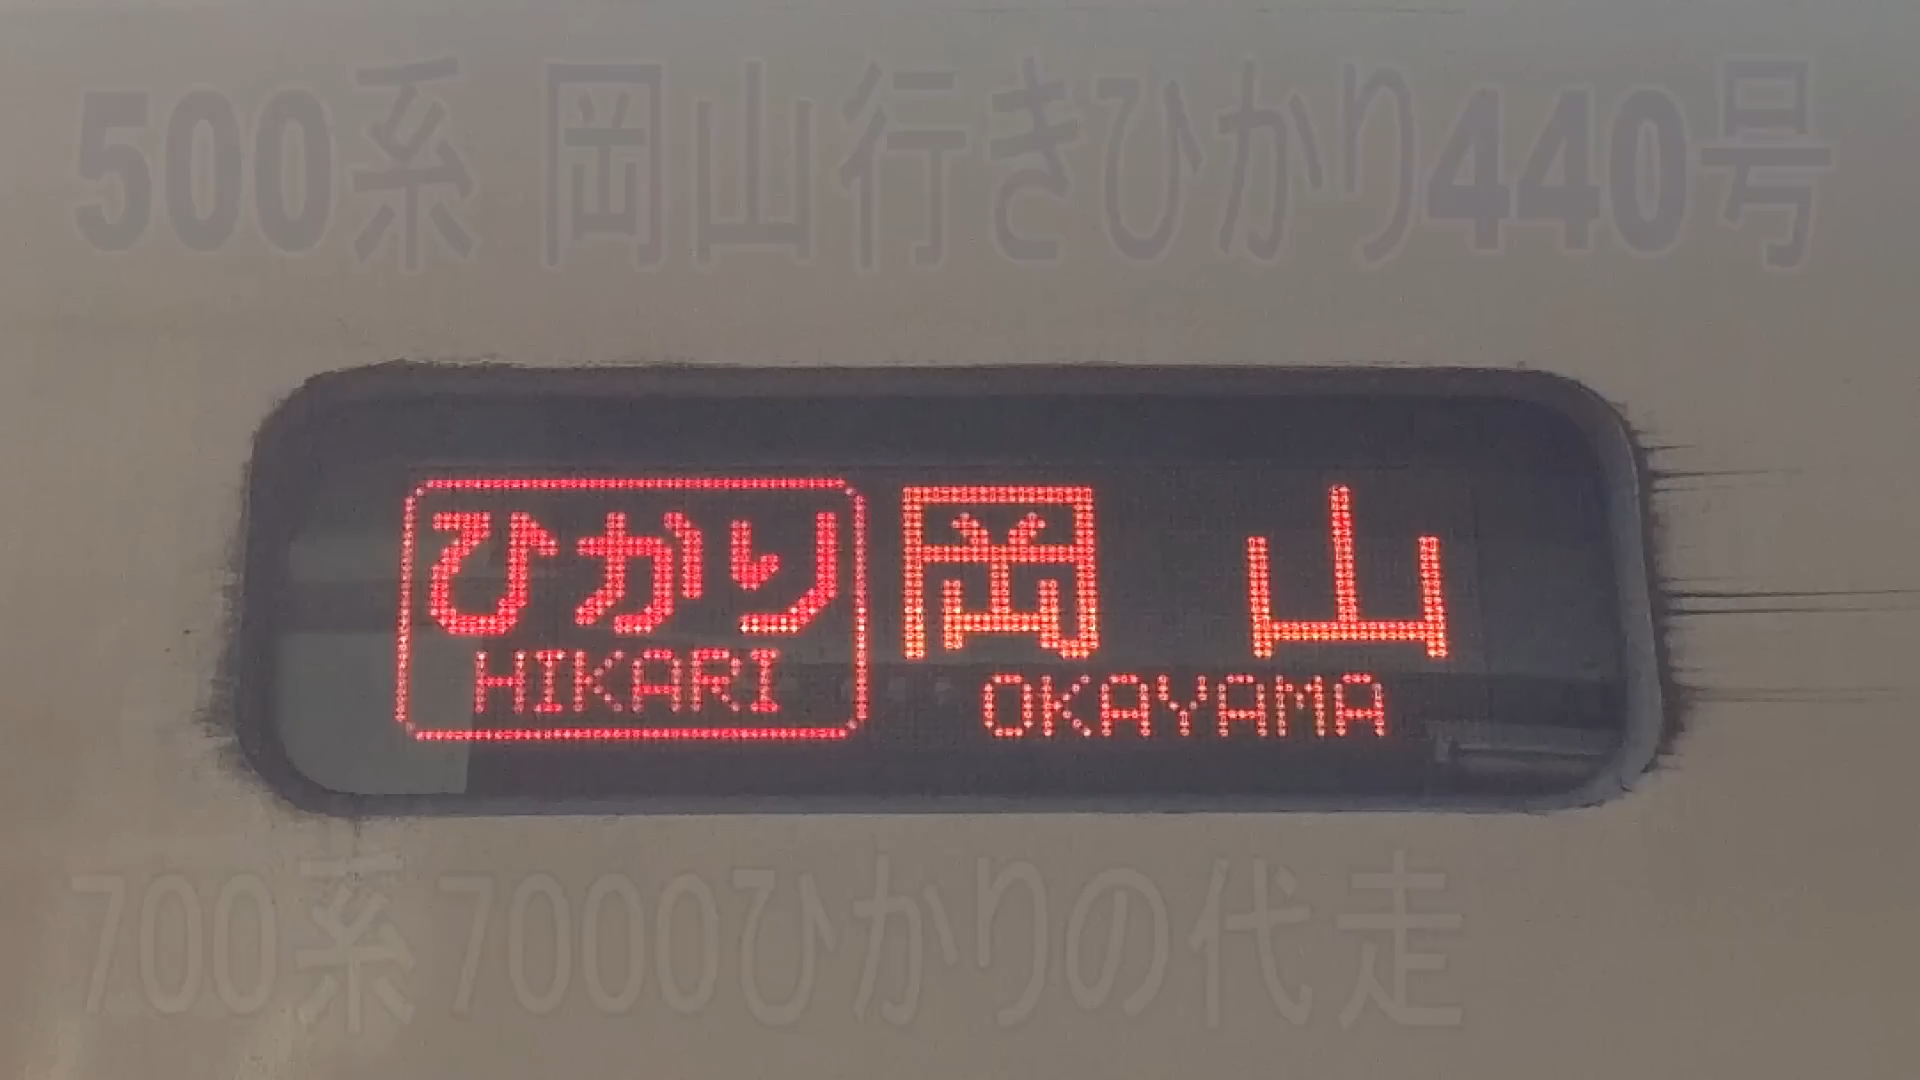 500系 岡山行きひかり440号
ひかり 岡山
HIKARI OKAYAMA
700系7000ひかりの代走